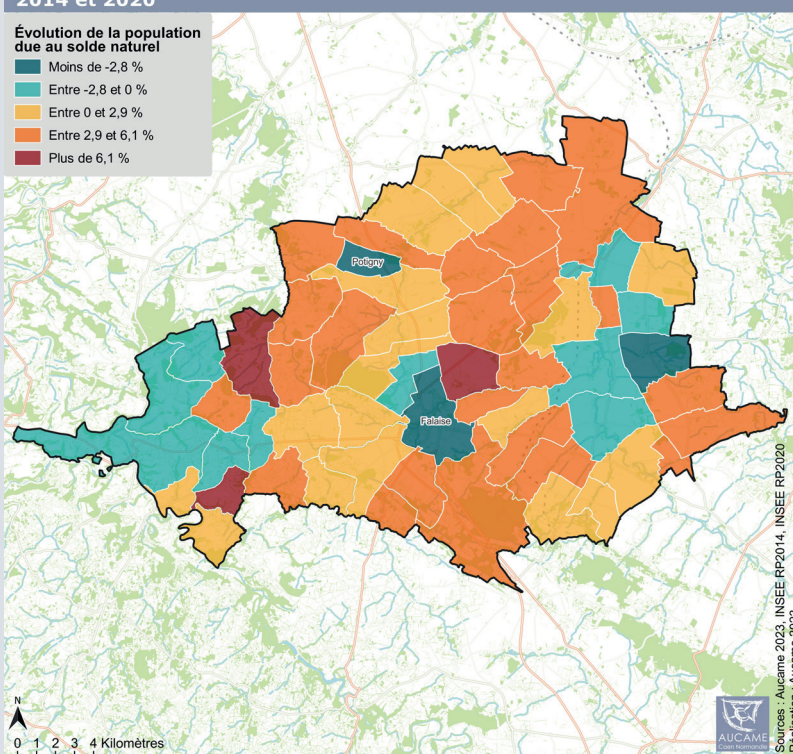 2014 et 2020
Évolution de la population
due au solde naturel
Moins de -2,8 %
Entre -2,8 et 0 %
Entre 0 et 2,9 %
Entre 2,9 et 6,1 %
Plus de 6,1 %
Potigny
Falaise
N
0 1 2 3 4 Kilomètres
AUCAME
Caen Normandie
Sources : Aucame 2023, INSEE RP2014, INSEE RP2020